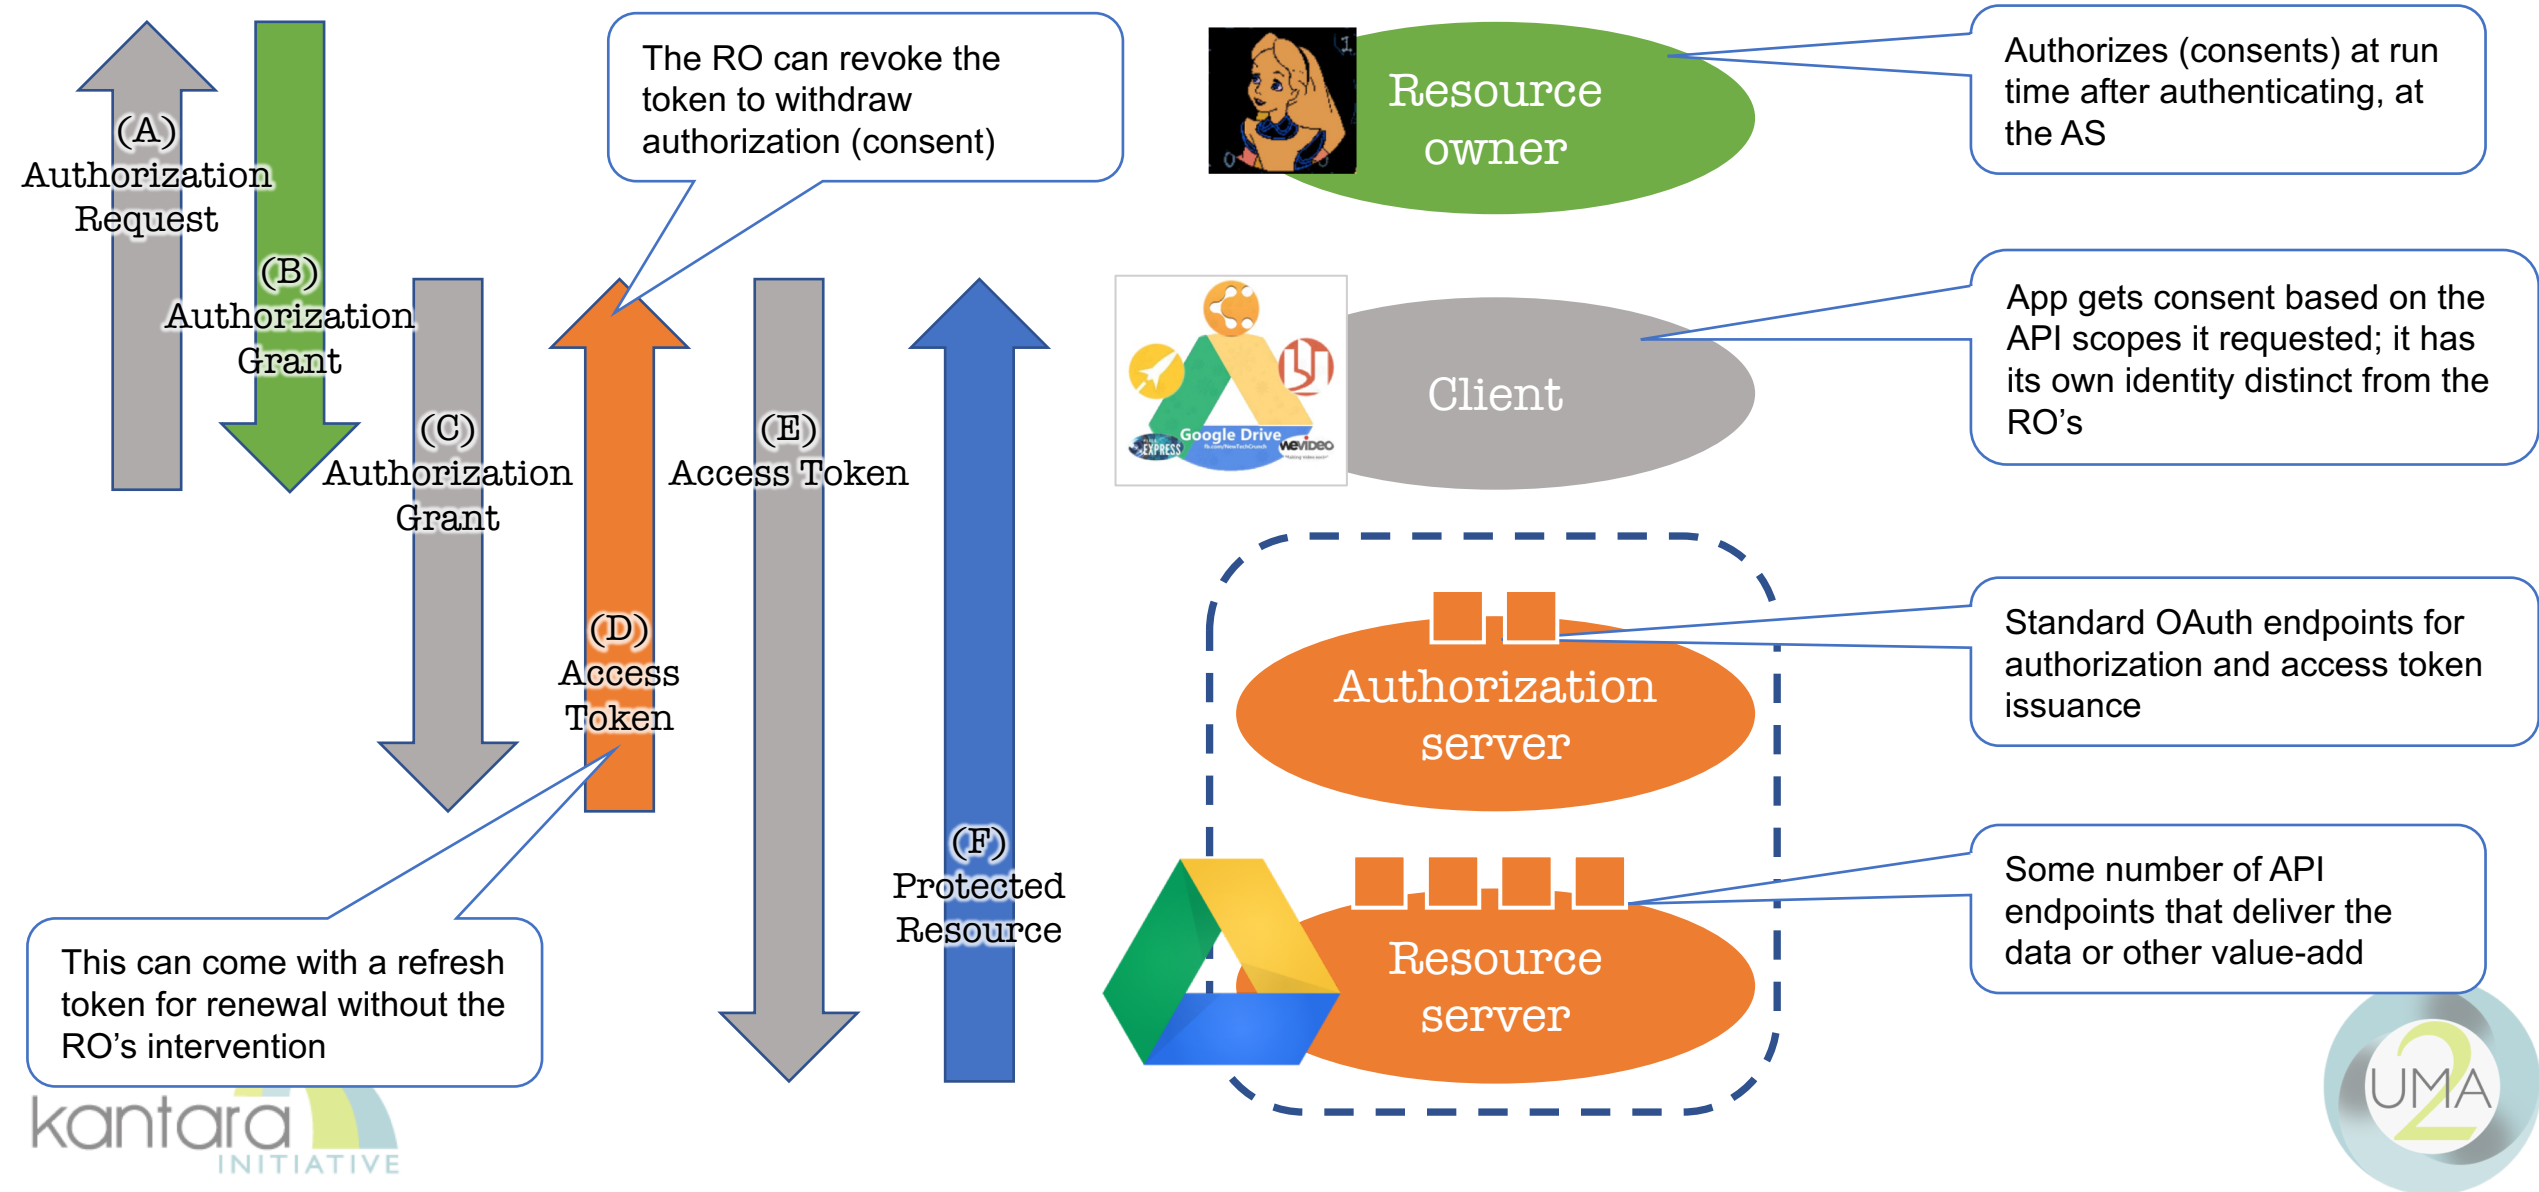 (A)
Authorization
Request
(B)
Authorization
Grant
(C)
Authorization
Grant
(D)
Access
Token
(E)
Access Token
(F)
Protected
Resource
The RO can revoke the
token to withdraw
authorization (consent)
This can come with a refresh
token for renewal without the
RO’s intervention
Resource
owner
Authorizes (consents) at run
time after authenticating, at
the AS
Google Drive
EXPRESS
WEVIDEO
Client
App gets consent based on the
API scopes it requested; it has
its own identity distinct from the
RO’s
Authorization
server
Standard OAuth endpoints for
authorization and access token
issuance
Resource
server
Some number of API
endpoints that deliver the
data or other value-add
kantara
INITIATIVE
UMA
2